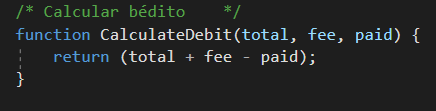 /* Calcular bédito    */
function CalculateDebit(total, fee, paid) {
    return (total + fee - paid);
}